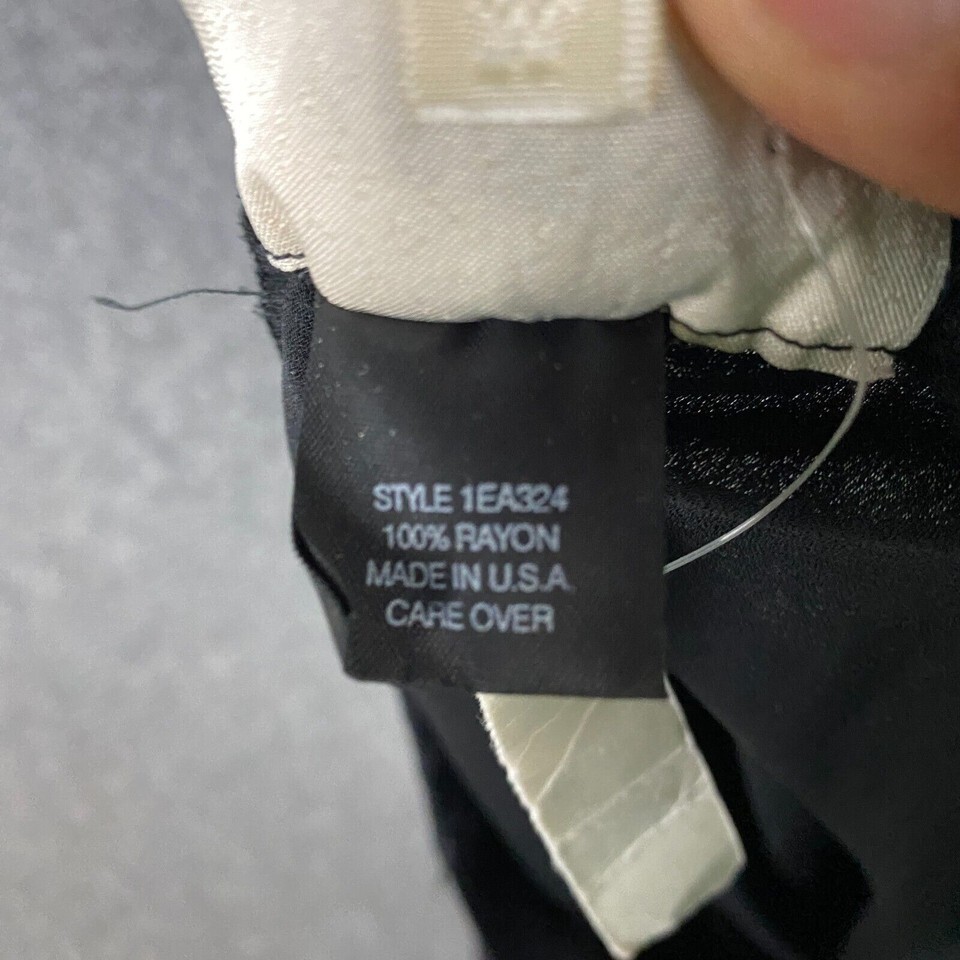 STYLE 1EA324
100% RAYON
MADE IN U.S.A.
CARE OVER